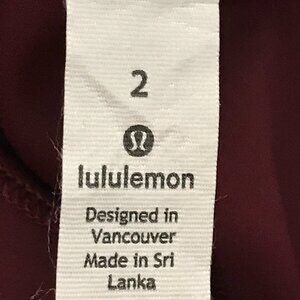 2
lululemon
Designed in
Vancouver
Made in Sri
Lanka